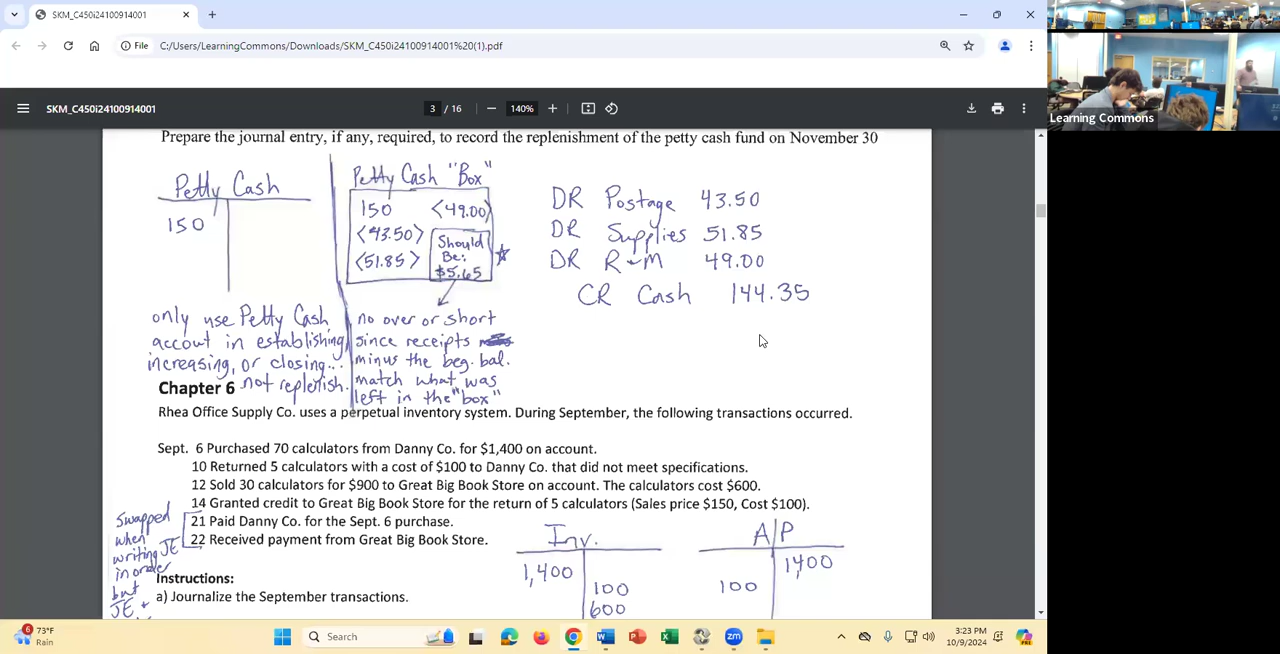 SKM_C450i24100914001
File
C:/Users/LearningCommons/Downloads/SKM_C450i24100914001%20(1).pdf
SKM_C450i24100914001
3 / 16
140%
Learning Commons
Prepare the journal entry, if any, required, to record the replenishment of the petty cash fund on November 30
Petty Cash
150
only use Petty Cash
accout in establishing,
increasing, or closing...
not replenish.
Petty Cash "Box"
150 <49.00>
<43.50>
<51.85>
Should
Be:
$5.65
no over or short
since receipts
minus the beg. bal.
match what was
left in the "box"
DR Postage 43.50
DR Supplies 51.85
DR R+M 49.00
CR Cash 144.35
Chapter 6
Rhea Office Supply Co. uses a perpetual inventory system. During September, the following transactions occurred.
Sept. 6 Purchased 70 calculators from Danny Co. for $1,400 on account.
10 Returned 5 calculators with a cost of $100 to Danny Co. that did not meet specifications.
12 Sold 30 calculators for $900 to Great Big Book Store on account. The calculators cost $600.
14 Granted credit to Great Big Book Store for the return of 5 calculators (Sales price $150, Cost $100).
21 Paid Danny Co. for the Sept. 6 purchase.
22 Received payment from Great Big Book Store.
swapped
when
writing JE
in order
but
JE +
Inv.
1,400
100
600
A/P
1,400
100
Instructions:
a) Journalize the September transactions.
6
73°F
Rain
Search
3:23 PM
10/9/2024